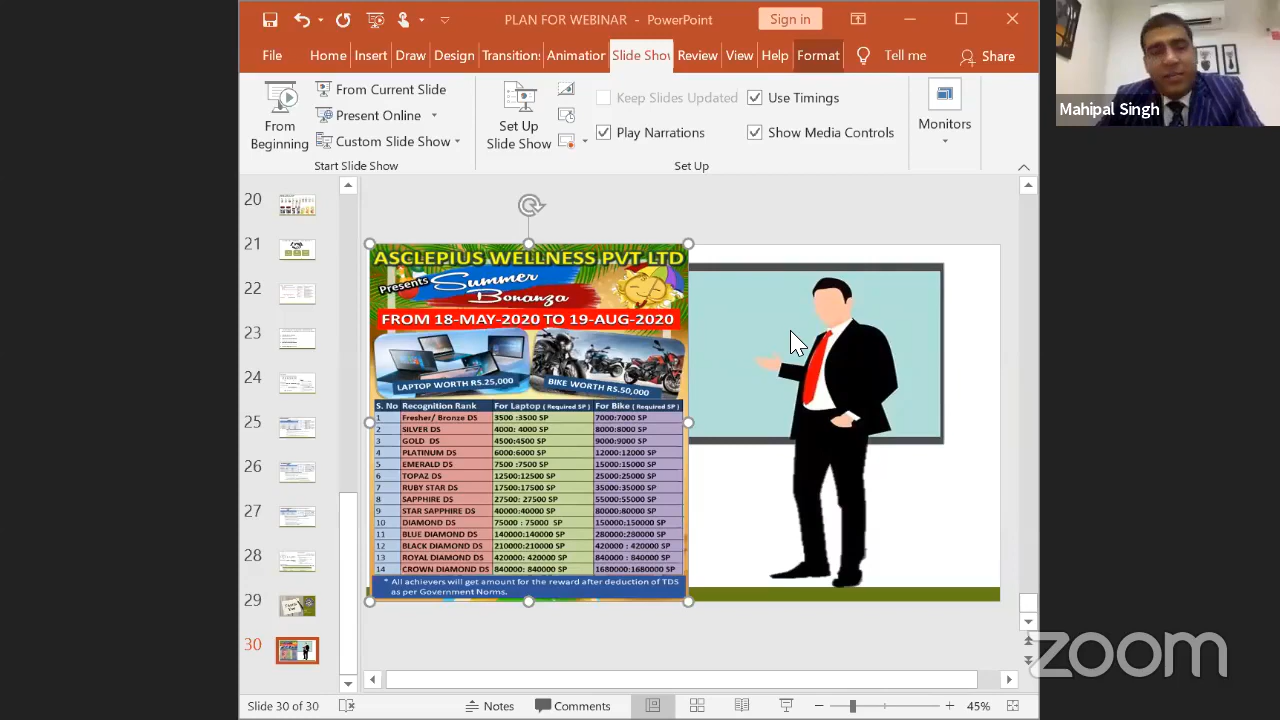 PLAN FOR WEBINAR - PowerPoint
Sign in
File Home Insert Draw Design Transition Animation Slide Show Review View Help Format Tell me Share
From Beginning
From Current Slide
Present Online
Custom Slide Show
Start Slide Show
Set Up Slide Show
Keep Slides Updated
Play Narrations
Use Timings
Show Media Controls
Set Up
Monitors
Mahipal Singh
20
21
22
23
24
25
26
27
28
29
30
ASCLEPIUS WELLNESS PVT LTD
Presents Summer
Bonanza
FROM 18-MAY-2020 TO 19-AUG-2020
LAPTOP WORTH RS.25,000
BIKE WORTH RS.50,000
S. No Recognition Rank For Laptop ( Required SP ) For Bike ( Required SP )
1 Fresher/ Bronze DS 3500 :3500 SP 7000:7000 SP
2 SILVER DS 4000: 4000 SP 8000:8000 SP
3 GOLD DS 4500:4500 SP 9000:9000 SP
4 PLATINUM DS 6000:6000 SP 12000:12000 SP
5 EMERALD DS 7500 :7500 SP 15000:15000 SP
6 TOPAZ DS 12500:12500 SP 25000:25000 SP
7 RUBY STAR DS 17500:17500 SP 35000:35000 SP
8 SAPPHIRE DS 27500: 27500 SP 55000:55000 SP
9 STAR SAPPHIRE DS 40000:40000 SP 80000:80000 SP
10 DIAMOND DS 75000 : 75000 SP 150000:150000 SP
11 BLUE DIAMOND DS 140000:140000 SP 280000:280000 SP
12 BLACK DIAMOND DS 210000:210000 SP 420000 : 420000 SP
13 ROYAL DIAMOND DS 420000: 420000 SP 840000 : 840000 SP
14 CROWN DIAMOND DS 840000: 840000 SP 1680000:1680000 SP
* All achievers will get amount for the reward after deduction of TDS
as per Government Norms.
zoom
Slide 30 of 30 Notes Comments 45%